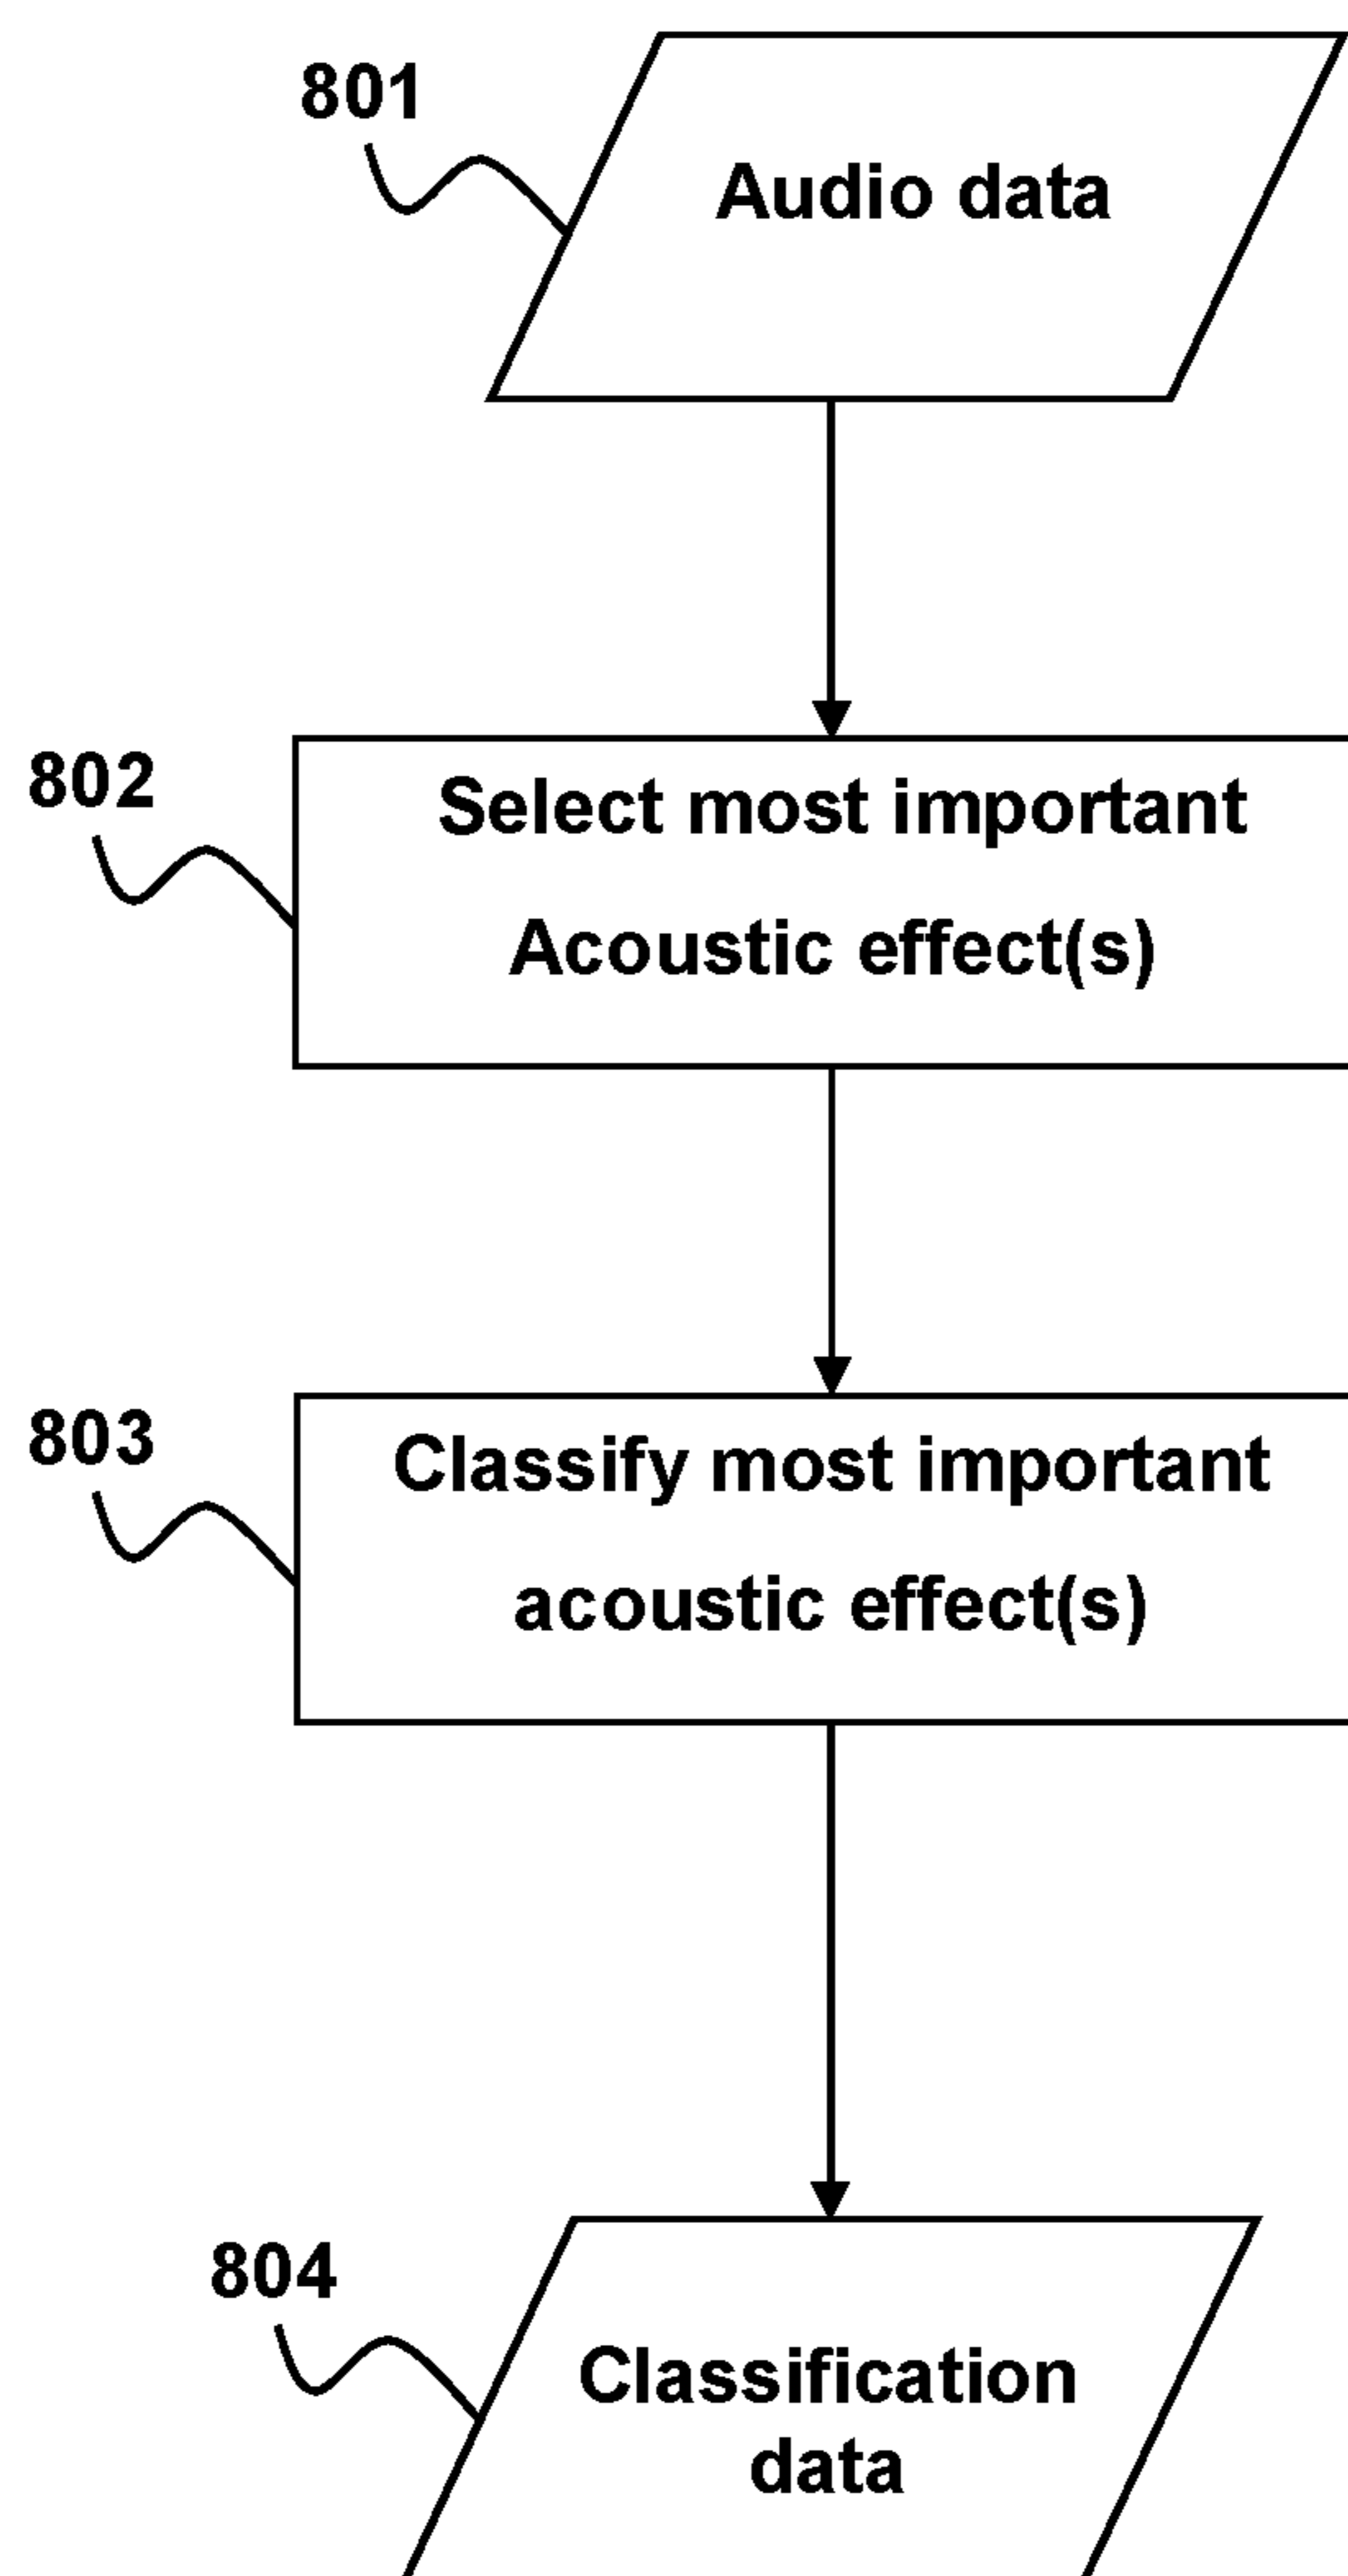 801
Audio data
802
Select most important
Acoustic effect(s)
803
Classify most important
acoustic effect(s)
804
Classification
data